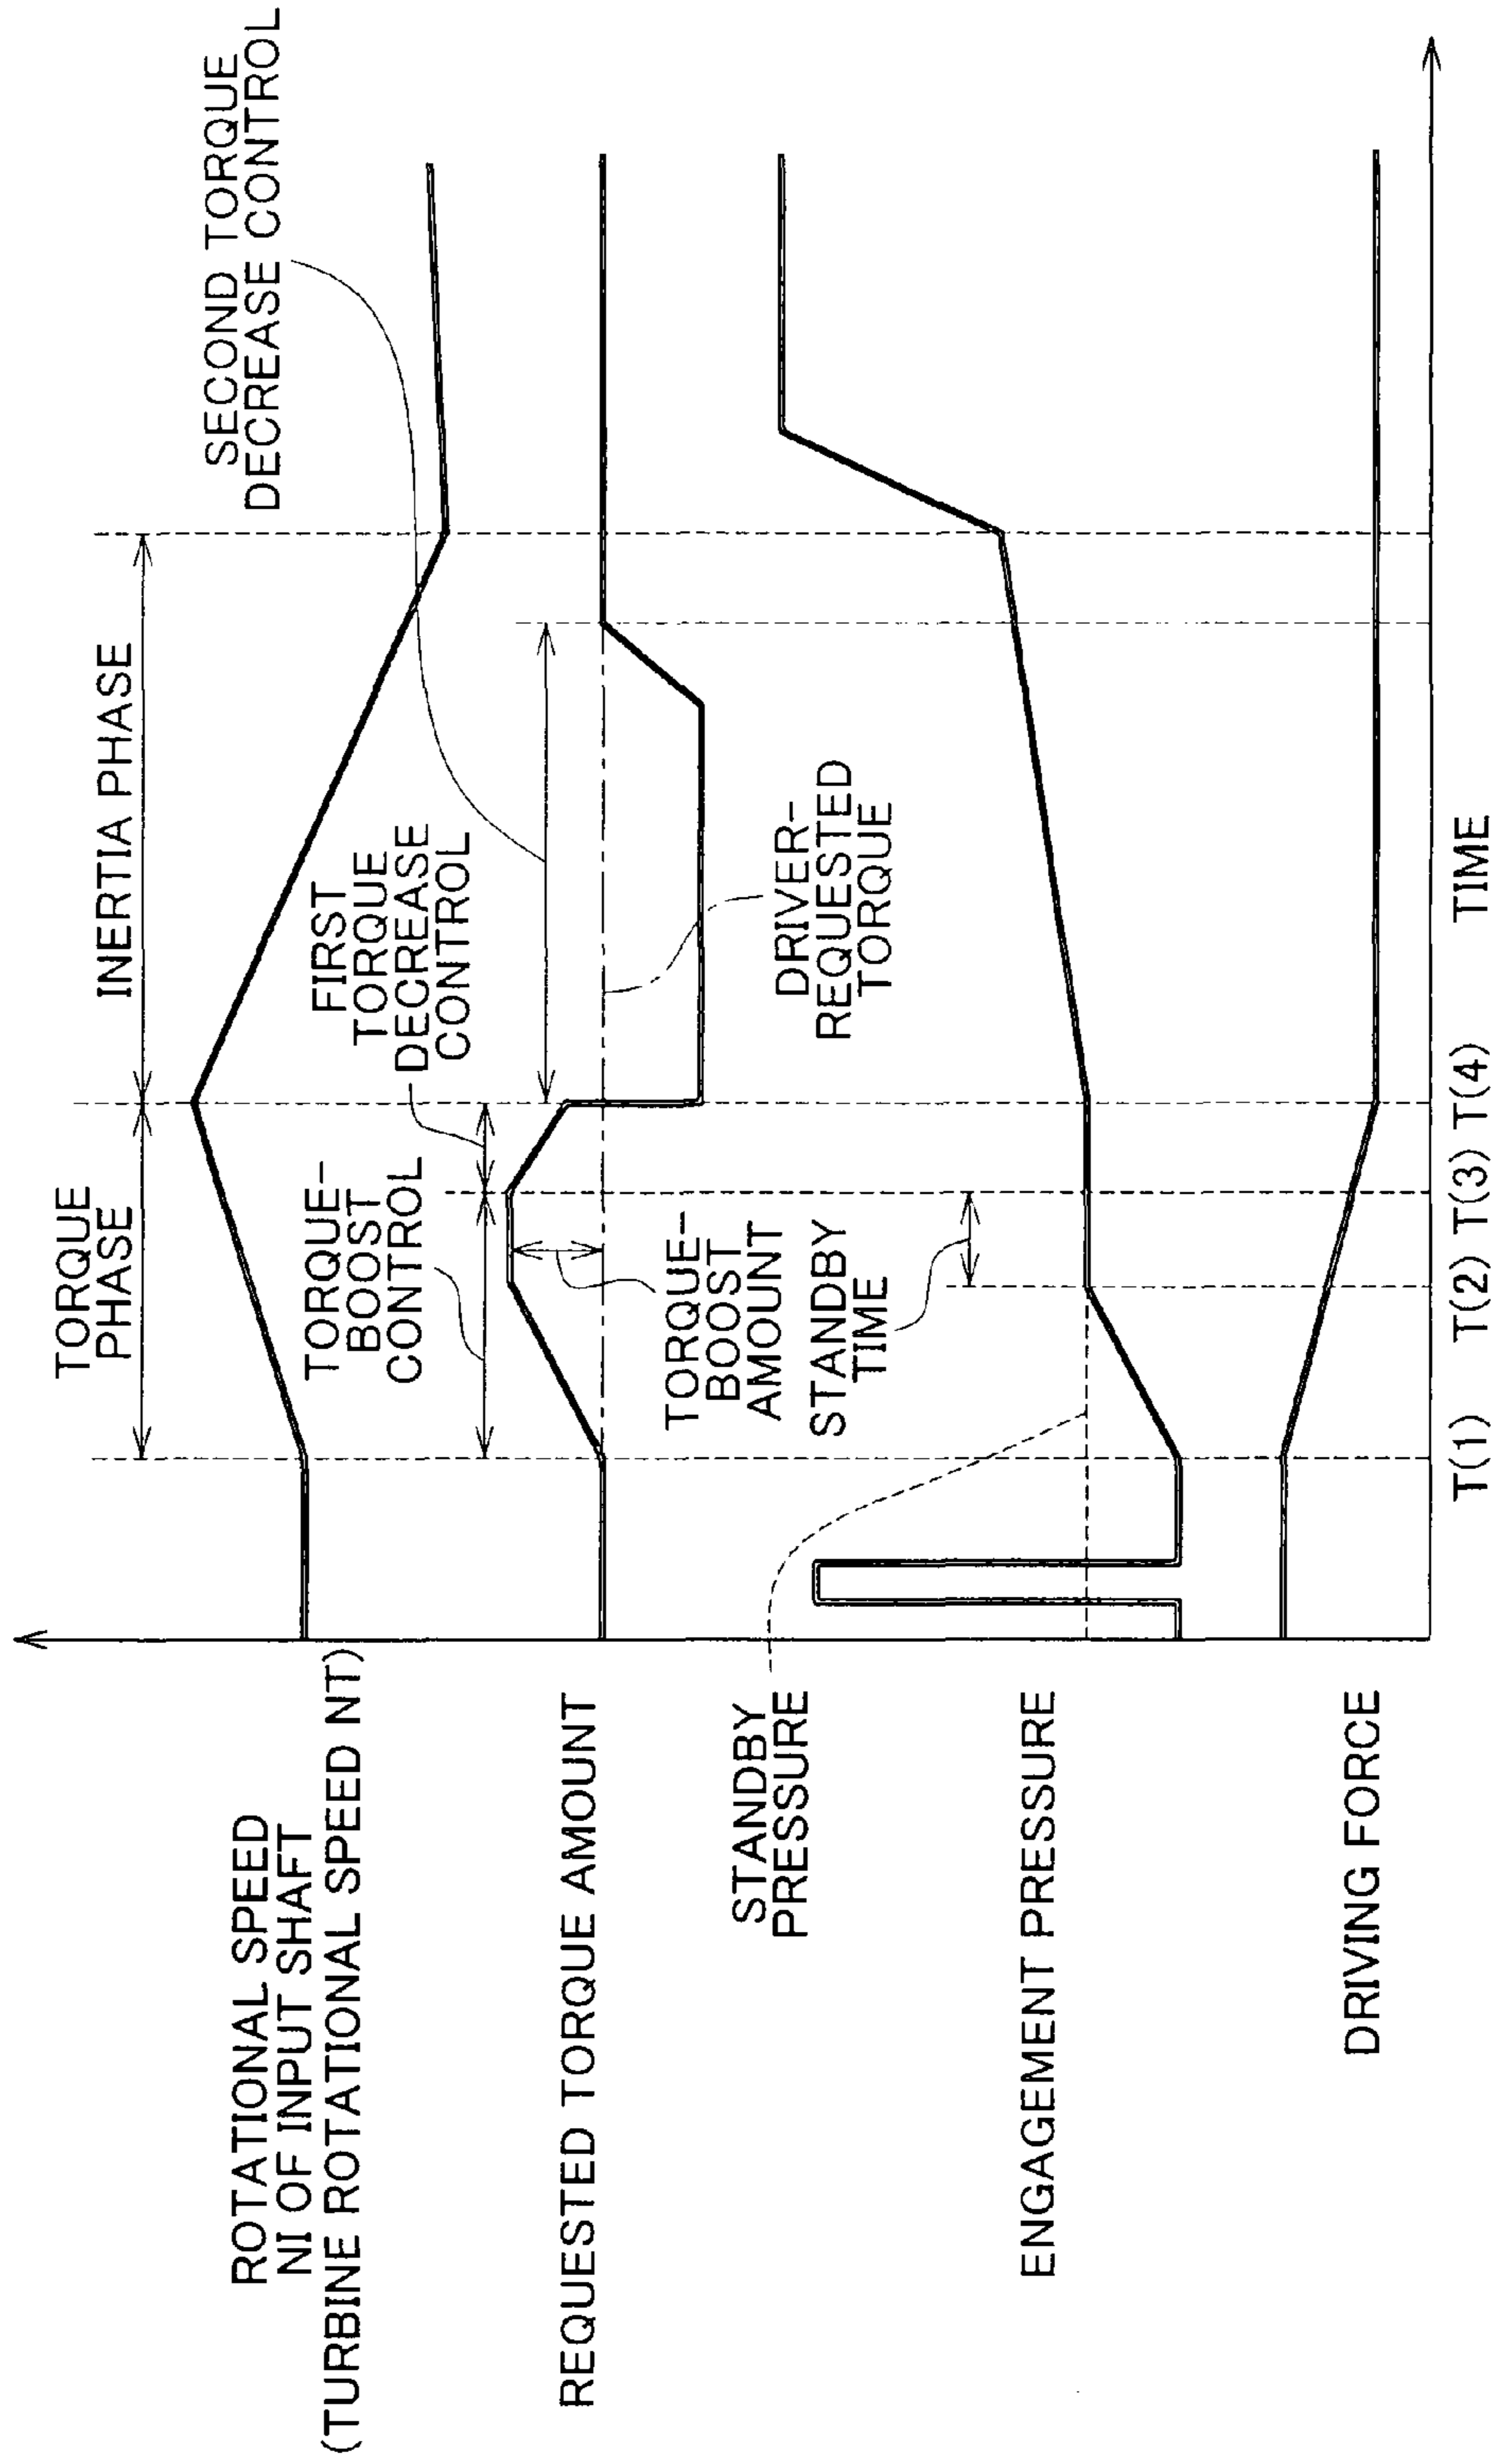 TORQUE
PHASE
INERTIA PHASE
SECOND TORQUE
DECREASE CONTROL
ROTATIONAL SPEED
NI OF INPUT SHAFT
(TURBINE ROTATIONAL SPEED NT)
TORQUE-
BOOST
CONTROL
FIRST
TORQUE
DECREASE
CONTROL
REQUESTED TORQUE AMOUNT
TORQUE-
BOOST
AMOUNT
DRIVER-
REQUESTED
TORQUE
STANDBY
PRESSURE
STANDBY
TIME
ENGAGEMENT PRESSURE
DRIVING FORCE
T(1) T(2) T(3) T(4) TIME